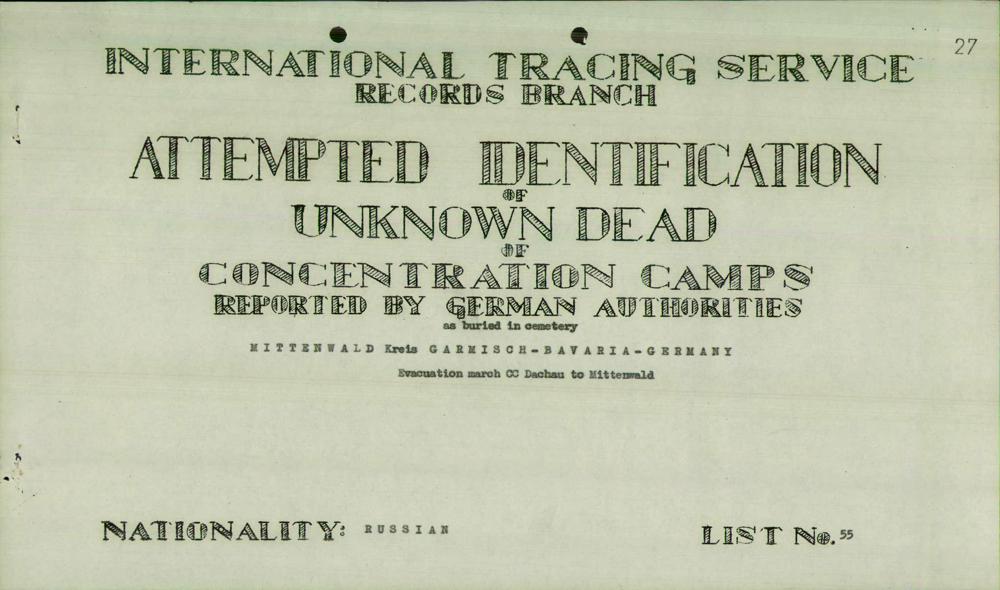 27
INTERNATIONAL TRACING SERVICE
RECORDS BRANCH
ATTEMPTED IDENTIFICATION
OF
UNKNOWN DEAD
OF
CONCENTRATION CAMPS
REPORTED BY GERMAN AUTHORITIES
as buried in cemetery
MITTENWALD Kreis GARMISCH-BAVARIA-GERMANY
Evacuation march CC Dachau to Mittenwald
NATIONALITY: RUSSIAN LIST No. 55